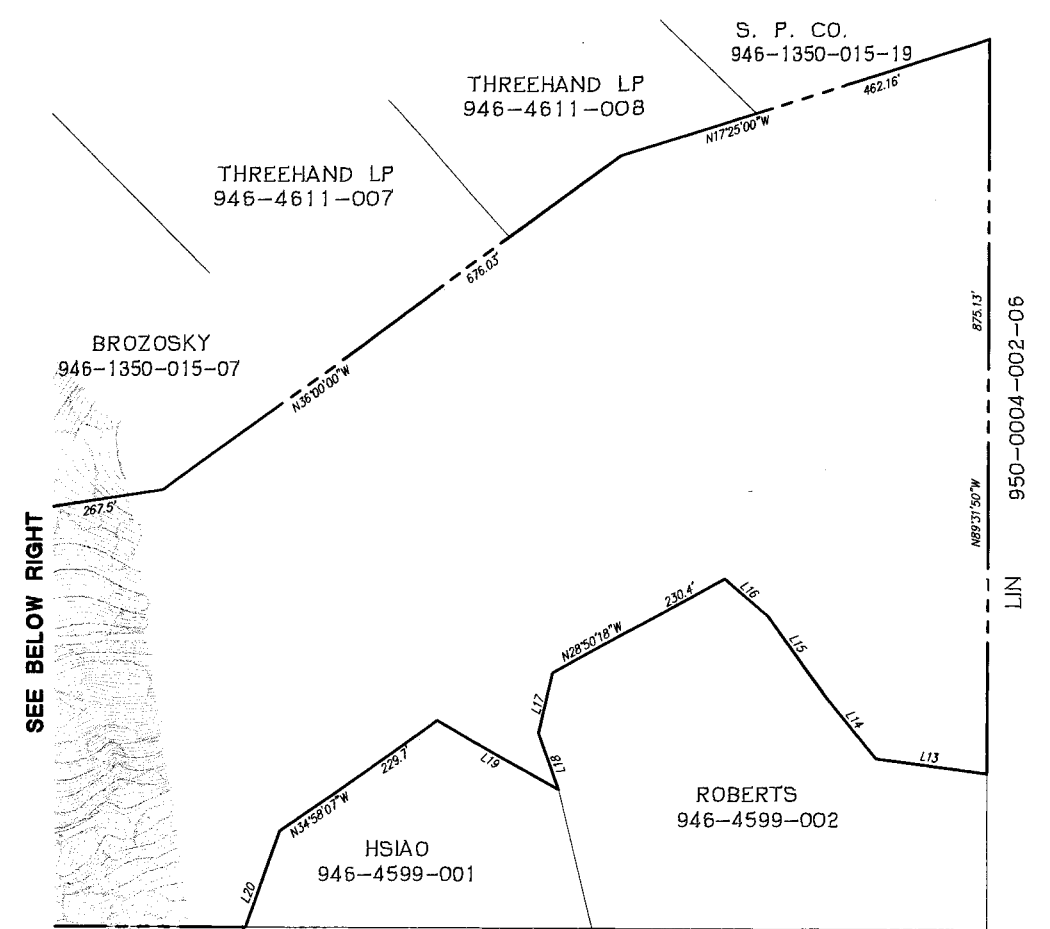 S. P. CO.
946-1350-015-19
THREEHAND LP
946-4611-008
462.16'
N17°25'00"W
THREEHAND LP
946-4611-007
676.03'
875.13'
BROZOSKY
946-1350-015-07
N36°00'00"W
950-0004-002-06
LIN
267.5'
N89°31'50"W
SEE BELOW RIGHT
230.4'
L16
N28°50'18"W
L15
L17
L14
229.7'
L19
L18
L13
N34°58'07"W
ROBERTS
946-4599-002
HSIAO
946-4599-001
L20